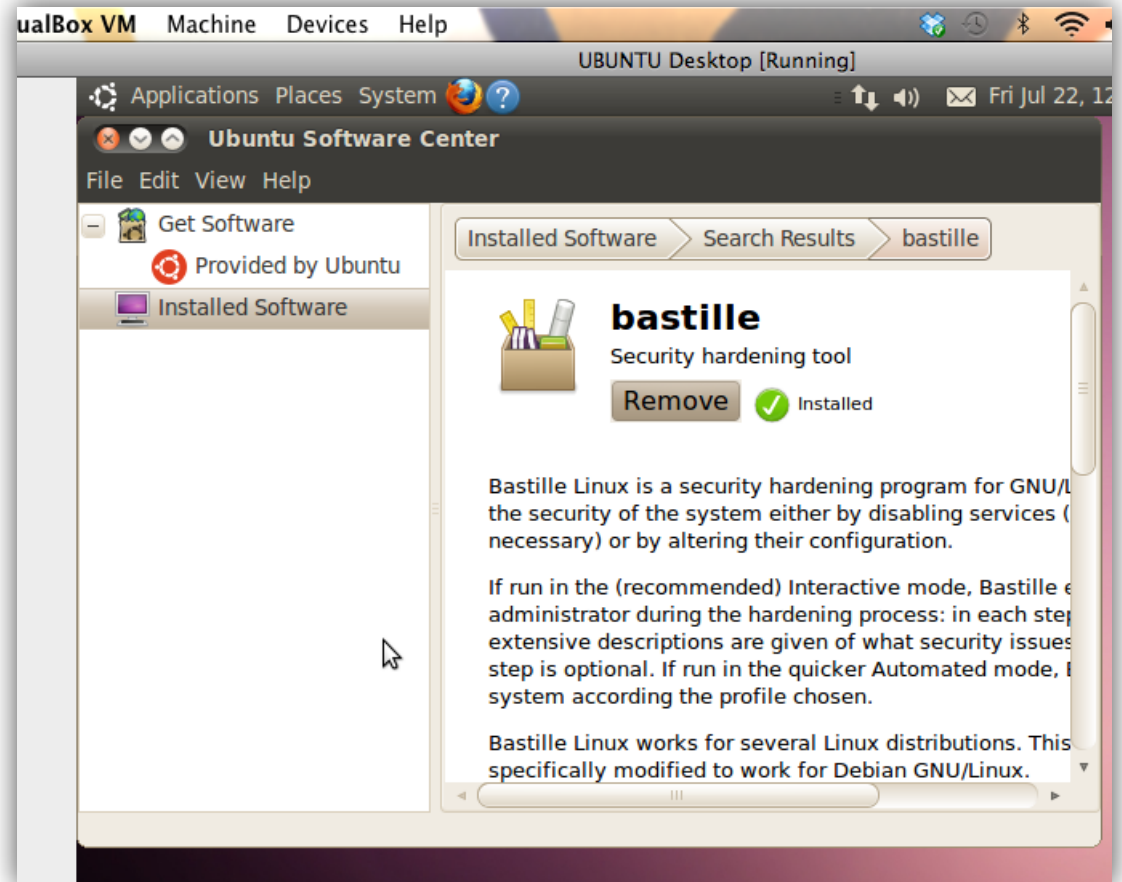 VM Machine Devices Help
UBUNTU Desktop [Running]
Applications Places System ? Fri Jul 22,
Ubuntu Software Center
File Edit View Help
Get Software
Provided by Ubuntu
Installed Software
Installed Software Search Results bastille
bastille
Security hardening tool
Remove Installed
Bastille Linux is a security hardening program for
the security of the system either by disabling services (
necessary) or by altering their configuration.
If run in the (recommended) Interactive mode, Bastille
administrator during the hardening process: in each
extensive descriptions are given of what security issues
step is optional. If run in the quicker Automated mode,
system according the profile chosen.
Bastille Linux works for several Linux distributions. This
specifically modified to work for Debian GNU/Linux.